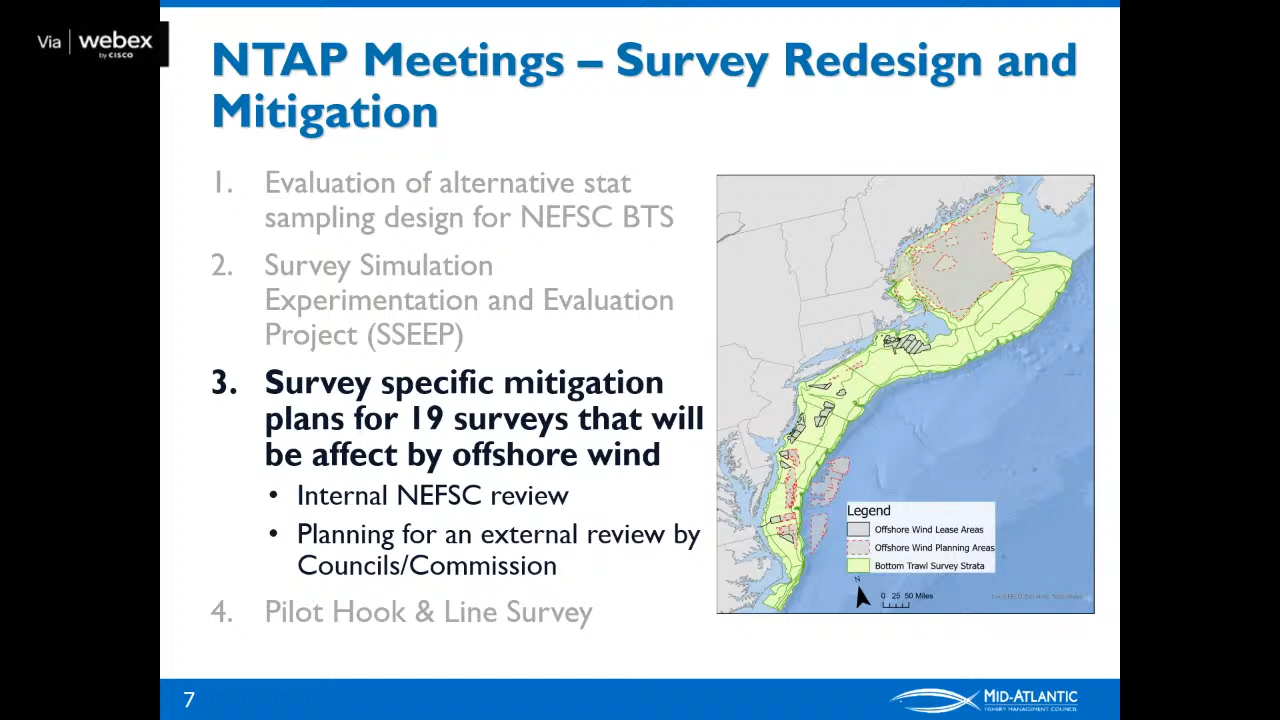 Via webex
by CISCO
NTAP Meetings – Survey Redesign and
Mitigation
1. Evaluation of alternative stat
sampling design for NEFSC BTS
2. Survey Simulation
Experimentation and Evaluation
Project (SSEEP)
3. Survey specific mitigation
plans for 19 surveys that will
be affect by offshore wind
• Internal NEFSC review
• Planning for an external review by
Councils/Commission
4. Pilot Hook & Line Survey
Legend
Offshore Wind Lease Areas
Offshore Wind Planning Areas
Bottom Trawl Survey Strata
N
0 25 50 Miles
7
MID-ATLANTIC
FISHERY MANAGEMENT COUNCIL